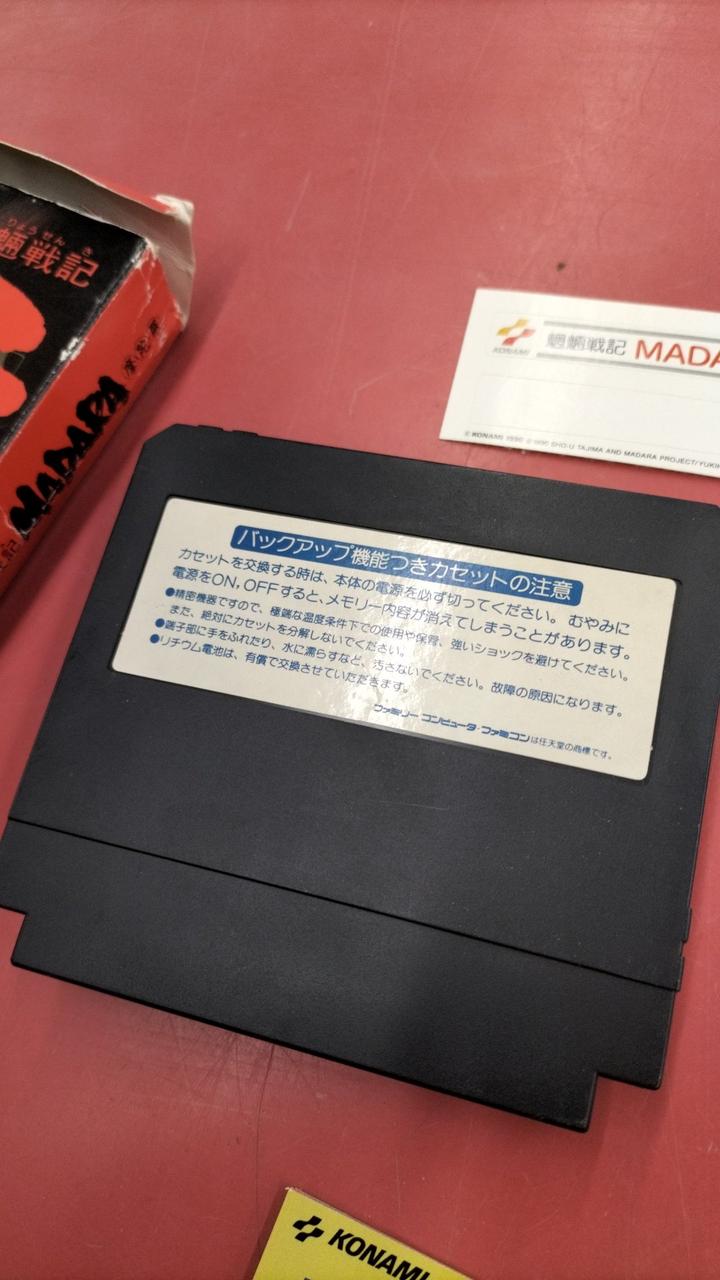 りょうせん き
魎戦記
MADARA
KONAMI
魍魎戦記 MADA
© KONAMI 1990 © 1990 SHO-U TAJIMA AND MADARA PROJECT/YUKI
バックアップ機能つきカセットの注意
カセットを交換する時は、本体の電源を必ず切ってください。むやみに
電源をON,OFFすると、メモリー内容が消えてしまうことがあります。
●精密機器ですので、極端な温度条件下での使用や保管、強いショックを避けてください。
また、絶対にカセットを分解しないでください。
●端子部に手をふれたり、水に濡らすなど、汚さないでください。故障の原因になります。
●リチウム電池は、有償で交換させていただきます。
ファミリー コンピュータ・ファミコンは任天堂の商標です。
KONAMI